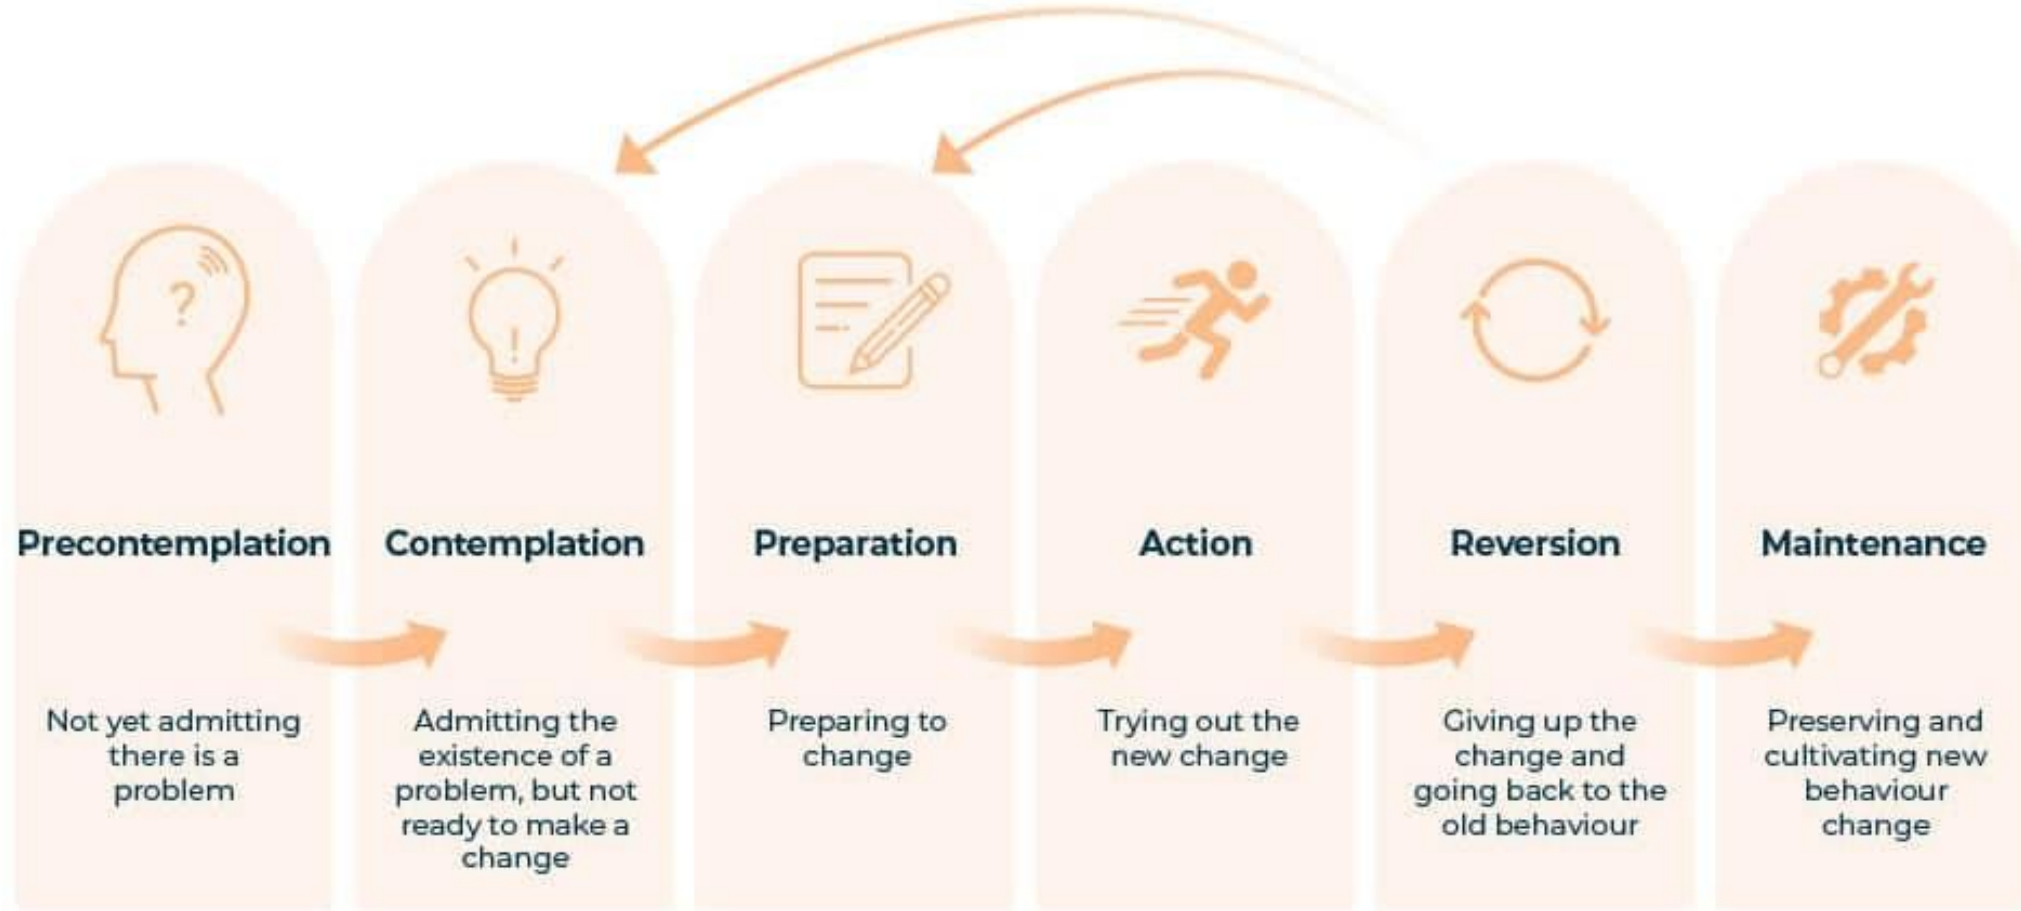 Precontemplation
Contemplation
Preparation
Action
Reversion
Maintenance
Not yet admitting
there is a
problem
Admitting the
existence of a
problem, but not
ready to make a
change
Preparing to
change
Trying out the
new change
Giving up the
change and
going back to the
old behaviour
Preserving and
cultivating new
behaviour
change